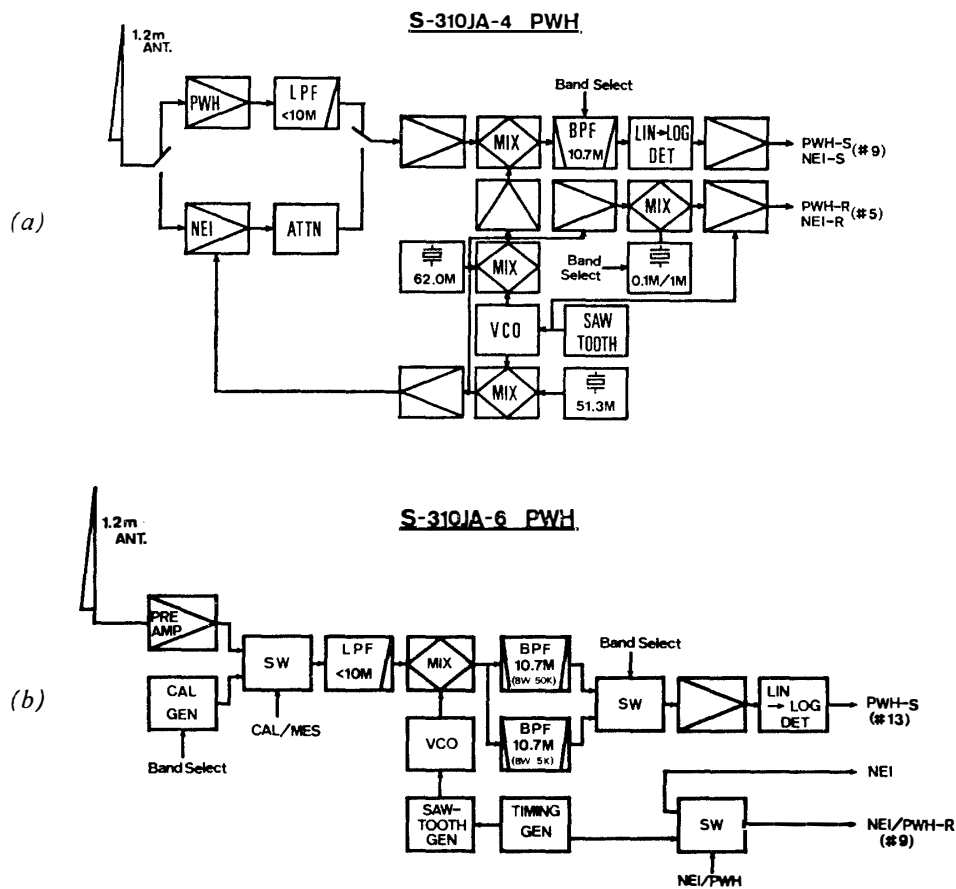 S-310JA-4 PWH
1.2m
ANT.
PWH
LPF
<10M
Band Select
MIX
BPF
10.7M
LIN→LOG
DET
PWH-S
NEI-S
(#9)
(a)
NEI
ATTN
MIX
PWH-R
NEI-R
(#5)
62.0M
MIX
Band
Select
0.1M/1M
VCO
SAW
TOOTH
MIX
51.3M
S-310JA-6 PWH
1.2m
ANT.
(b)
PRE
AMP
SW
LPF
<10M
MIX
BPF
10.7M
(BW 50K)
Band Select
SW
LIN
→ LOG
DET
PWH-S
(#13)
CAL
GEN
CAL/MES
Band Select
VCO
BPF
10.7M
(BW 5K)
NEI
SAW-
TOOTH
GEN
TIMING
GEN
SW
NEI/PWH-R
(#9)
NEI/PWH